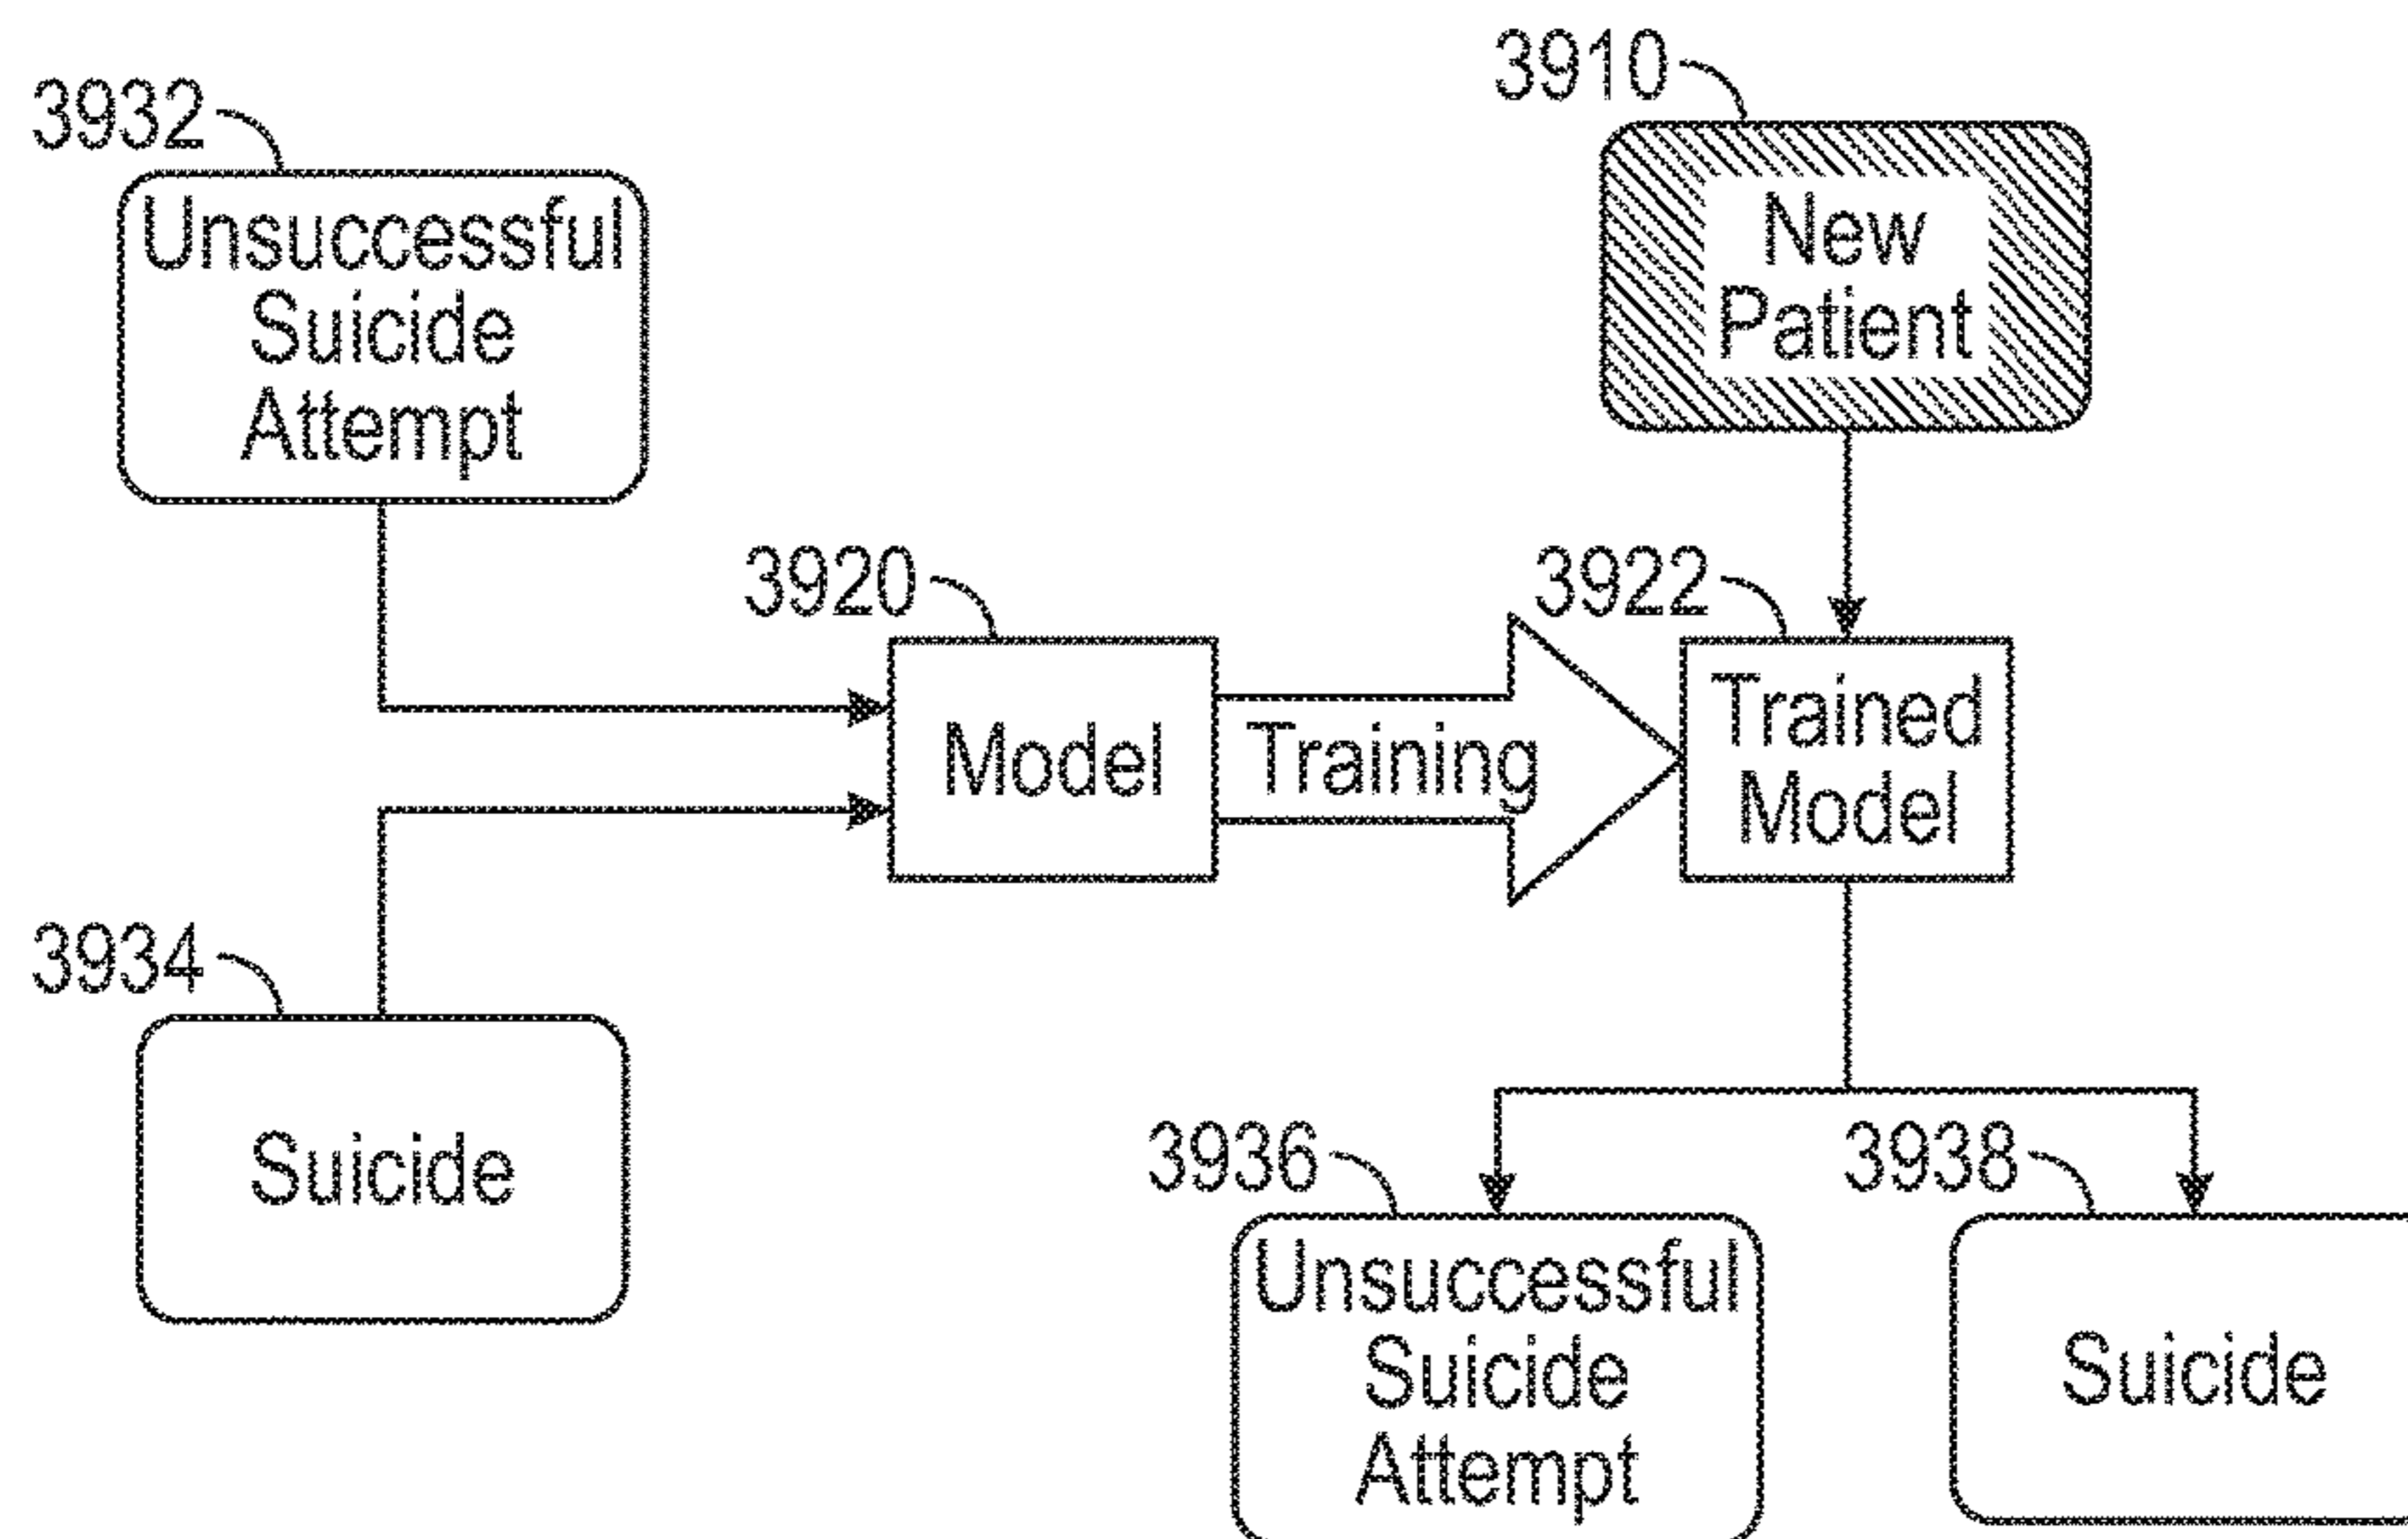 3932
Unsuccessful
Suicide
Attempt
3910
New
Patient
3920
Model
Training
3922
Trained
Model
3934
Suicide
3936
Unsuccessful
Suicide
Attempt
3938
Suicide